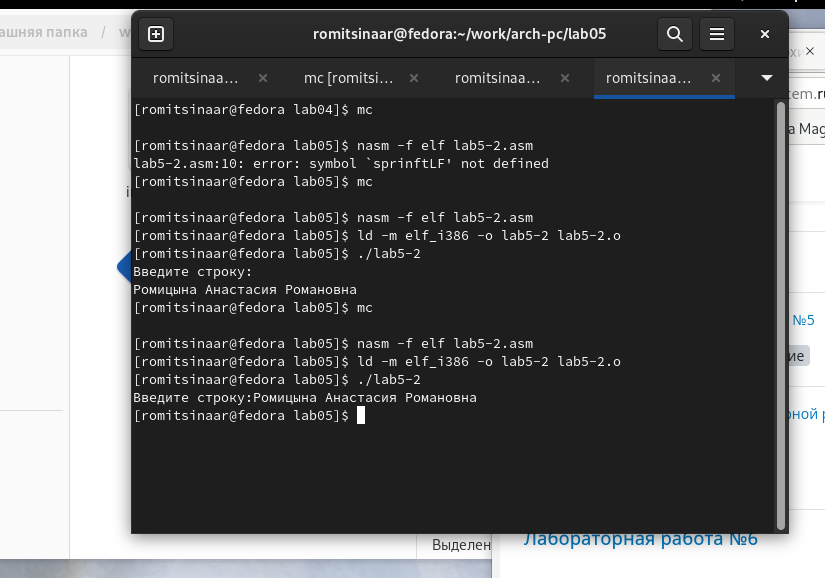 ашняя папка / w
romitsinaar@fedora:~/work/arch-pc/lab05
romitsinaa... × mc [romitsi... × romitsinaa... × romitsinaa... ×
[romitsinaar@fedora lab04]$ mc
[romitsinaar@fedora lab05]$ nasm -f elf lab5-2.asm
lab5-2.asm:10: error: symbol `sprinftLF' not defined
[romitsinaar@fedora lab05]$ mc
[romitsinaar@fedora lab05]$ nasm -f elf lab5-2.asm
[romitsinaar@fedora lab05]$ ld -m elf_i386 -o lab5-2 lab5-2.o
[romitsinaar@fedora lab05]$ ./lab5-2
Введите строку:
Ромицына Анастасия Романовна
[romitsinaar@fedora lab05]$ mc
[romitsinaar@fedora lab05]$ nasm -f elf lab5-2.asm
[romitsinaar@fedora lab05]$ ld -m elf_i386 -o lab5-2 lab5-2.o
[romitsinaar@fedora lab05]$ ./lab5-2
Введите строку:Ромицына Анастасия Романовна
[romitsinaar@fedora lab05]$
tem.r
а Mag
№5
ие
рной р
Выделен
Лабораторная работа №6